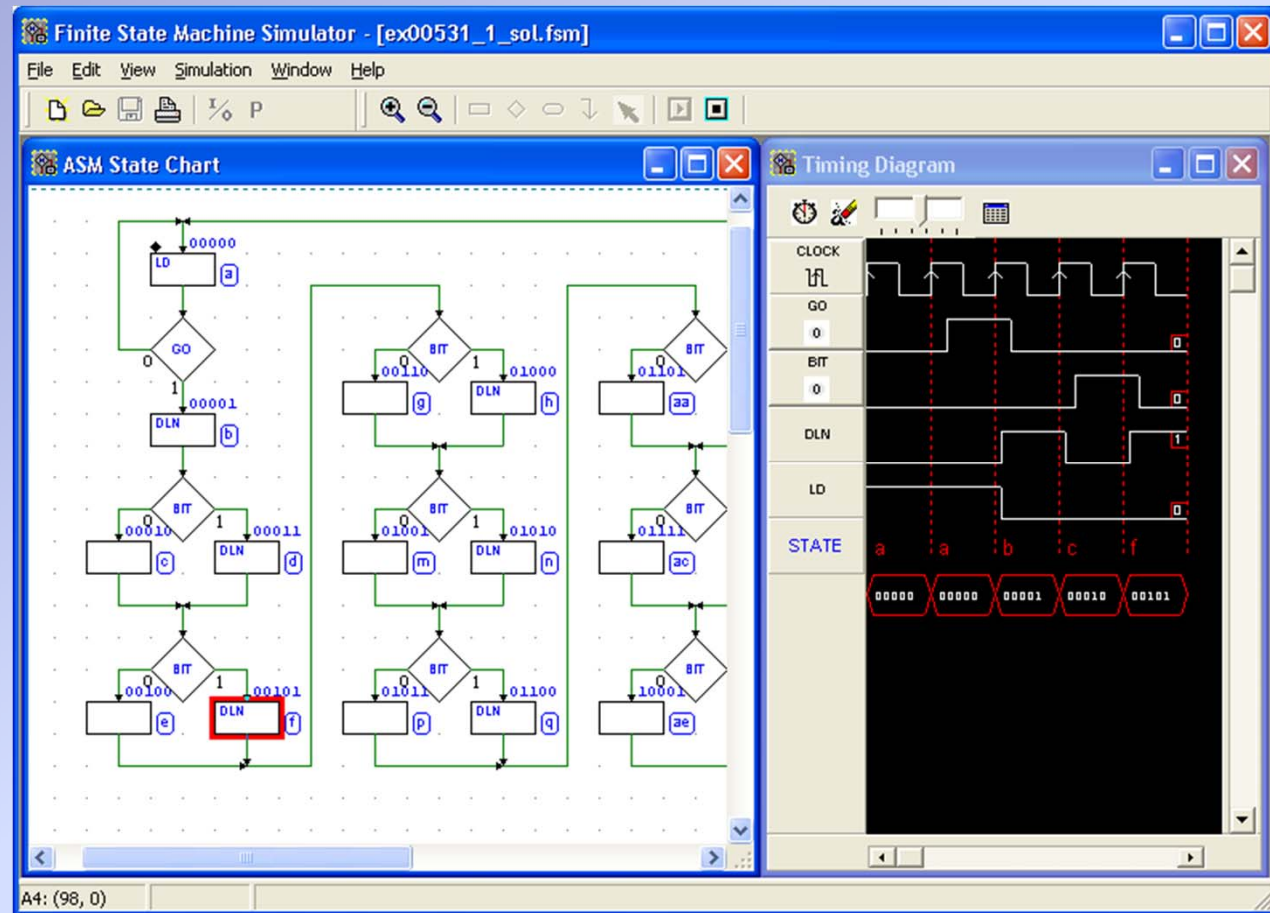 Finite State Machine Simulator - [ex00531_1_sol.fsm]
File Edit View Simulation Window Help
I/O P
ASM State Chart
00000
LD
a
GO
0
1
00001
DLN
b
BIT
0
1
00010
c
00011
DLN
d
BIT
0
1
00100
e
00101
DLN
f
BIT
0
1
00110
g
01000
DLN
h
BIT
0
1
01001
m
01010
DLN
n
BIT
0
1
01011
p
01100
DLN
q
BIT
0
01101
aa
BIT
0
01111
ac
BIT
0
10001
ae
Timing Diagram
CLOCK
GO
0
0
BIT
0
0
DLN
1
LD
0
STATE
a a b c f
00000 00000 00001 00010 00101
A4: (98, 0)